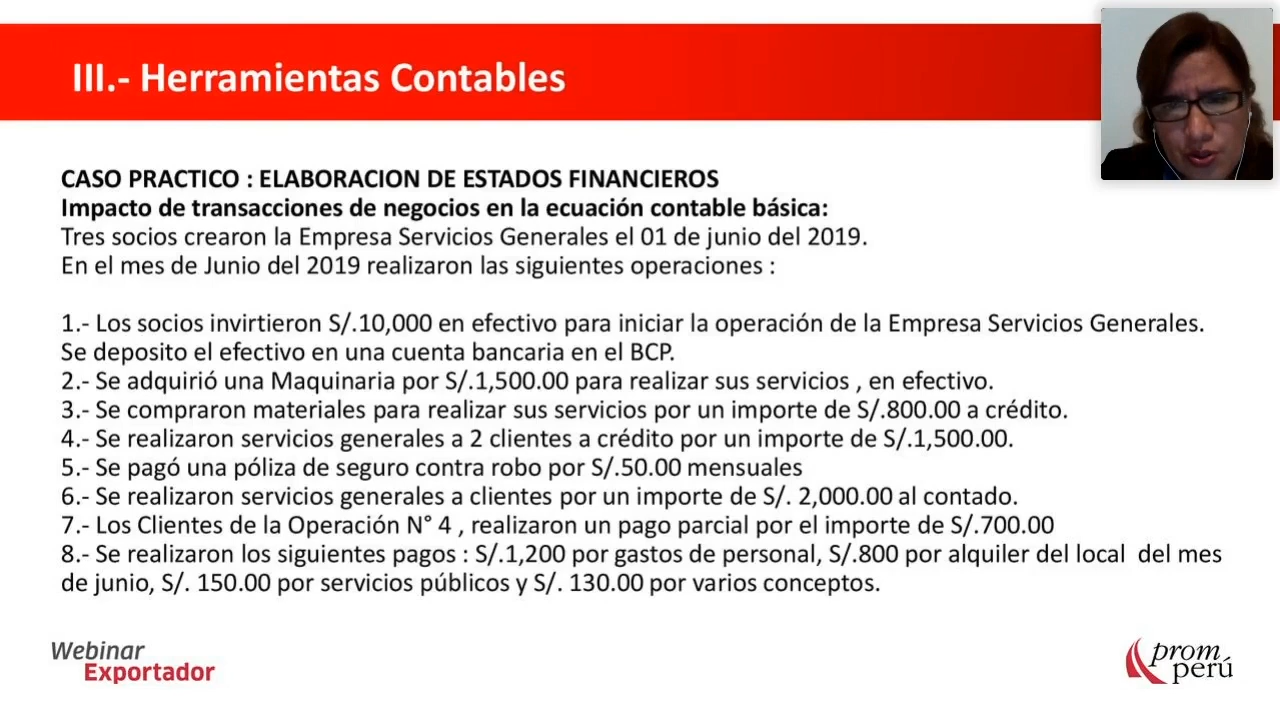 III.- Herramientas Contables
CASO PRACTICO : ELABORACION DE ESTADOS FINANCIEROS
Impacto de transacciones de negocios en la ecuación contable básica:
Tres socios crearon la Empresa Servicios Generales el 01 de junio del 2019.
En el mes de Junio del 2019 realizaron las siguientes operaciones :
1.- Los socios invirtieron S/.10,000 en efectivo para iniciar la operación de la Empresa Servicios Generales.
Se deposito el efectivo en una cuenta bancaria en el BCP.
2.- Se adquirió una Maquinaria por S/.1,500.00 para realizar sus servicios , en efectivo.
3.- Se compraron materiales para realizar sus servicios por un importe de S/.800.00 a crédito.
4.- Se realizaron servicios generales a 2 clientes a crédito por un importe de S/.1,500.00.
5.- Se pagó una póliza de seguro contra robo por S/.50.00 mensuales
6.- Se realizaron servicios generales a clientes por un importe de S/. 2,000.00 al contado.
7.- Los Clientes de la Operación N° 4 , realizaron un pago parcial por el importe de S/.700.00
8.- Se realizaron los siguientes pagos : S/.1,200 por gastos de personal, S/.800 por alquiler del local del mes
de junio, S/. 150.00 por servicios públicos y S/. 130.00 por varios conceptos.
Webinar
Exportador
prom
perú